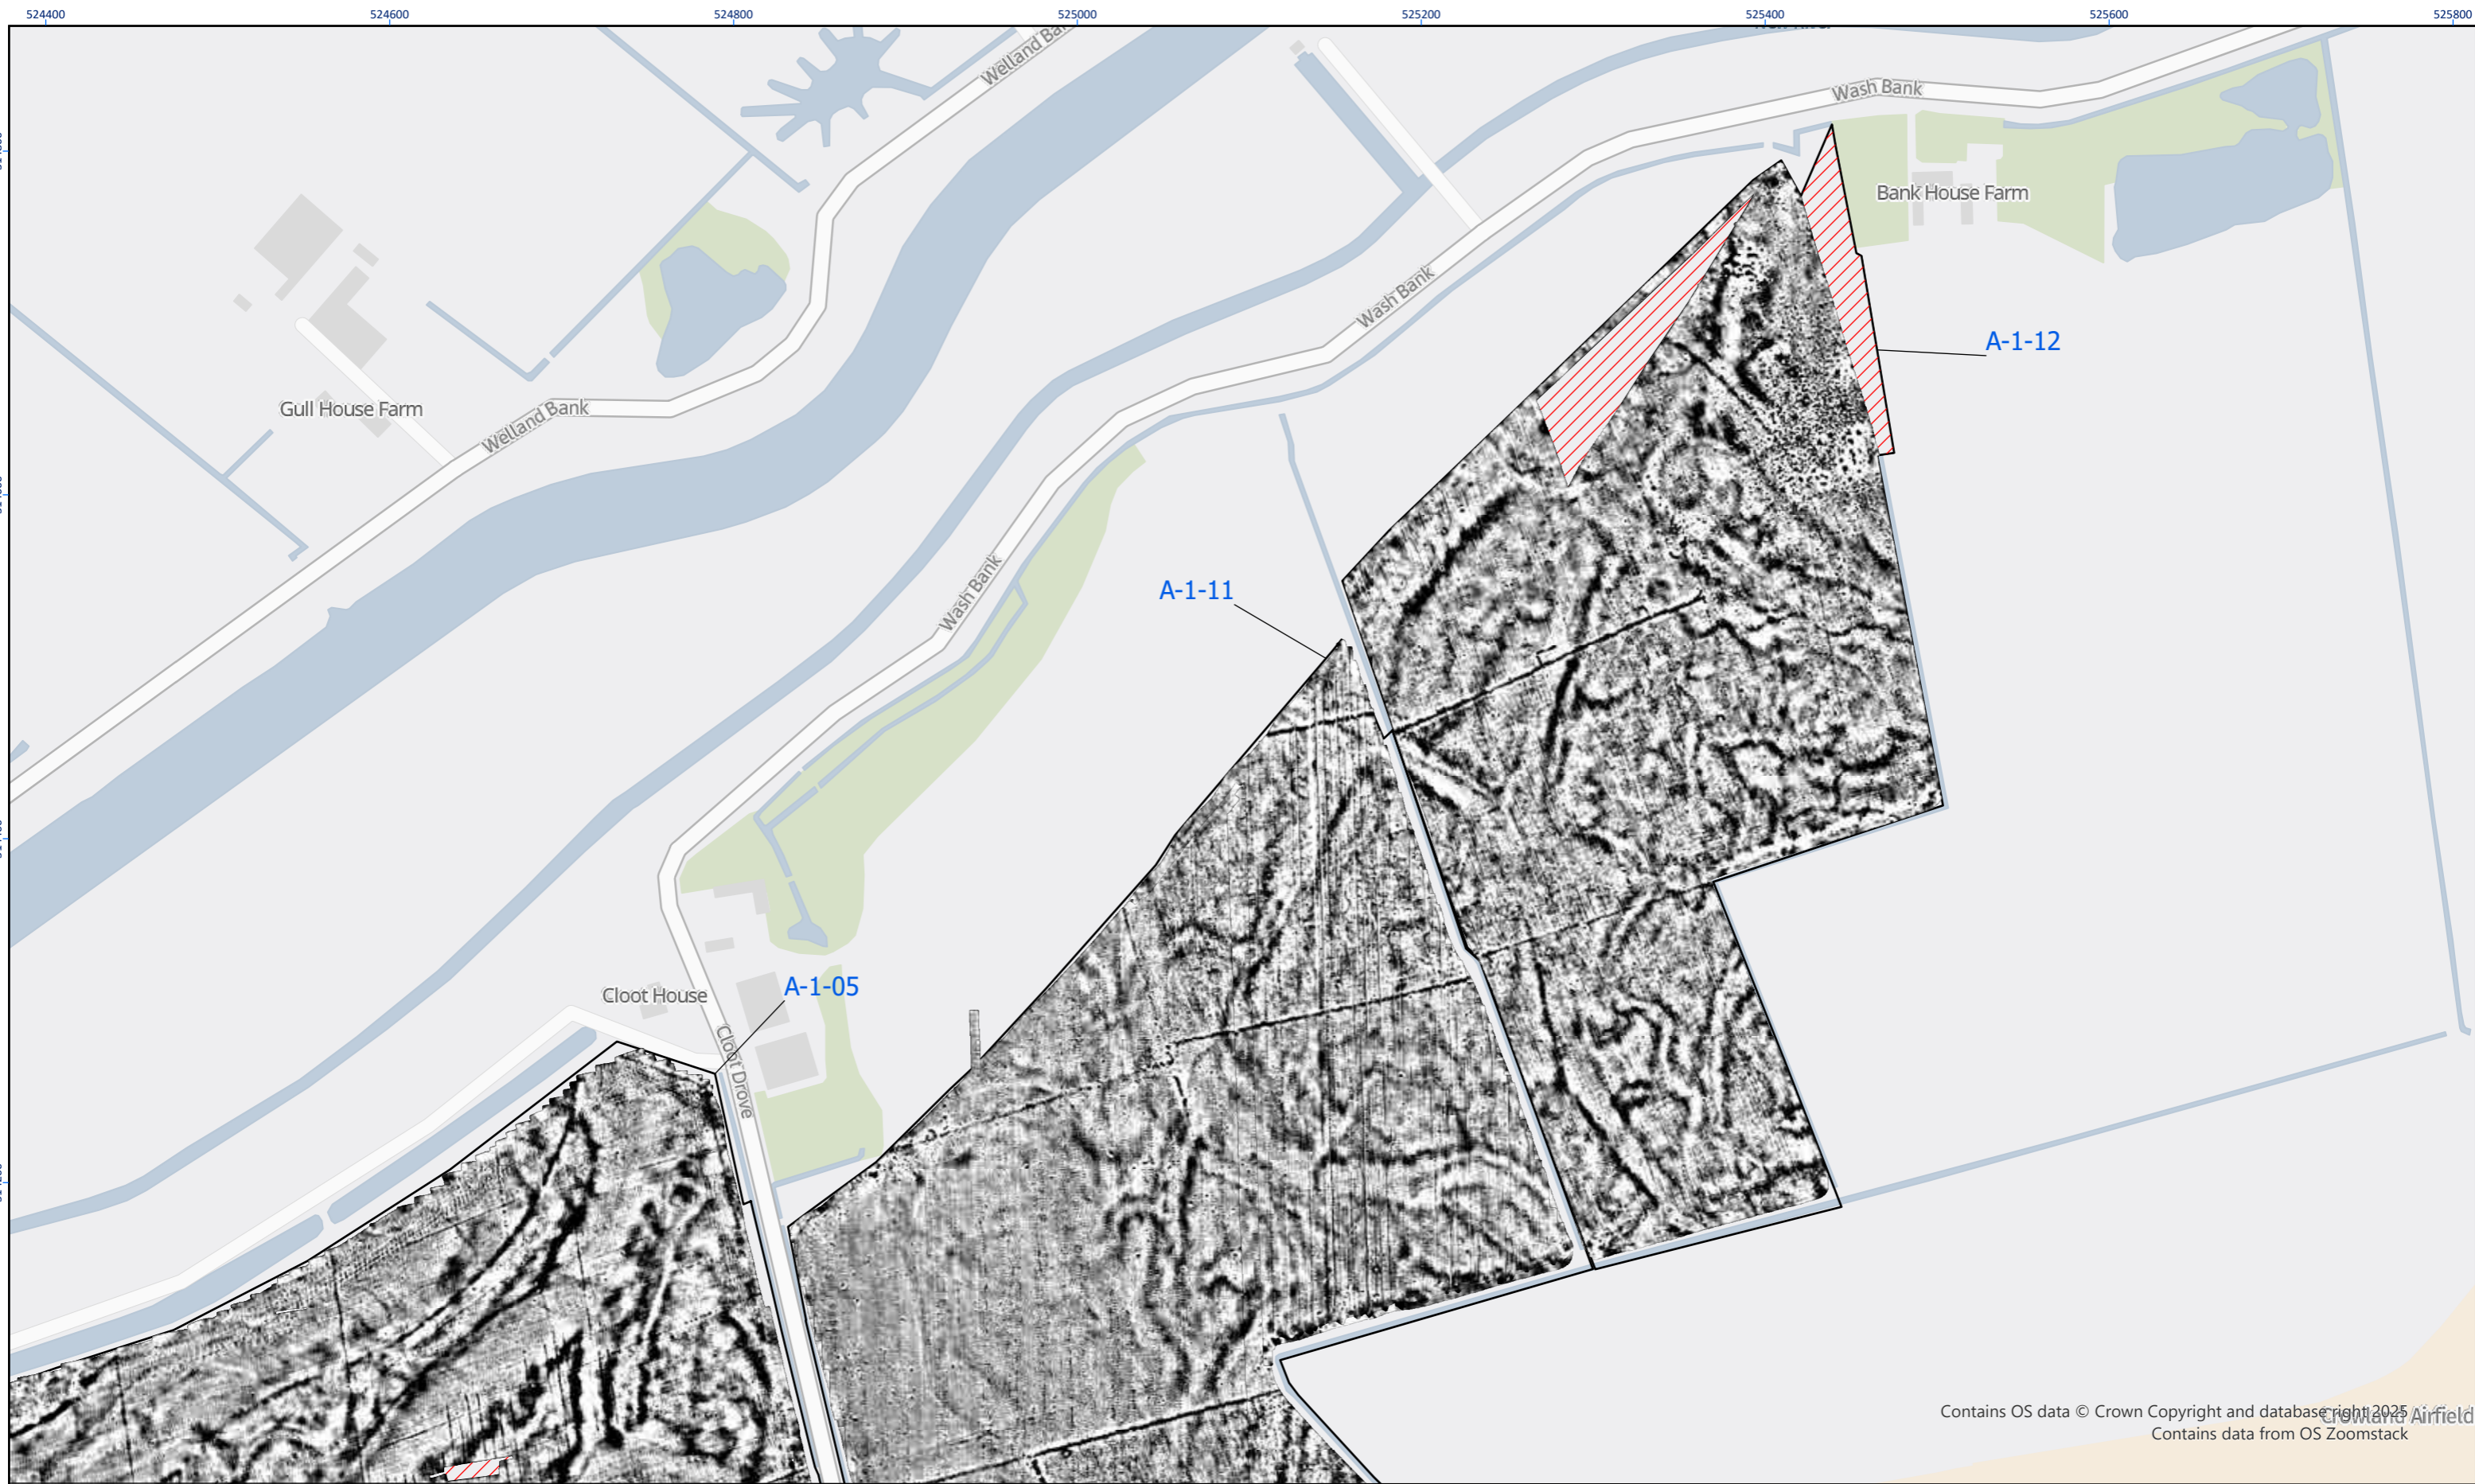 524400
524600
524800
525000
525200
525400
525600
525800
Welland Bank
Wash Bank
Bank House Farm
A-1-12
Wash Bank
Gull House Farm
Welland Bank
A-1-11
Wash Bank
A-1-05
Cloot House
Cloot Drove
Contains OS data © Crown Copyright and database right 2025
Crowland Airfield
Contains data from OS Zoomstack